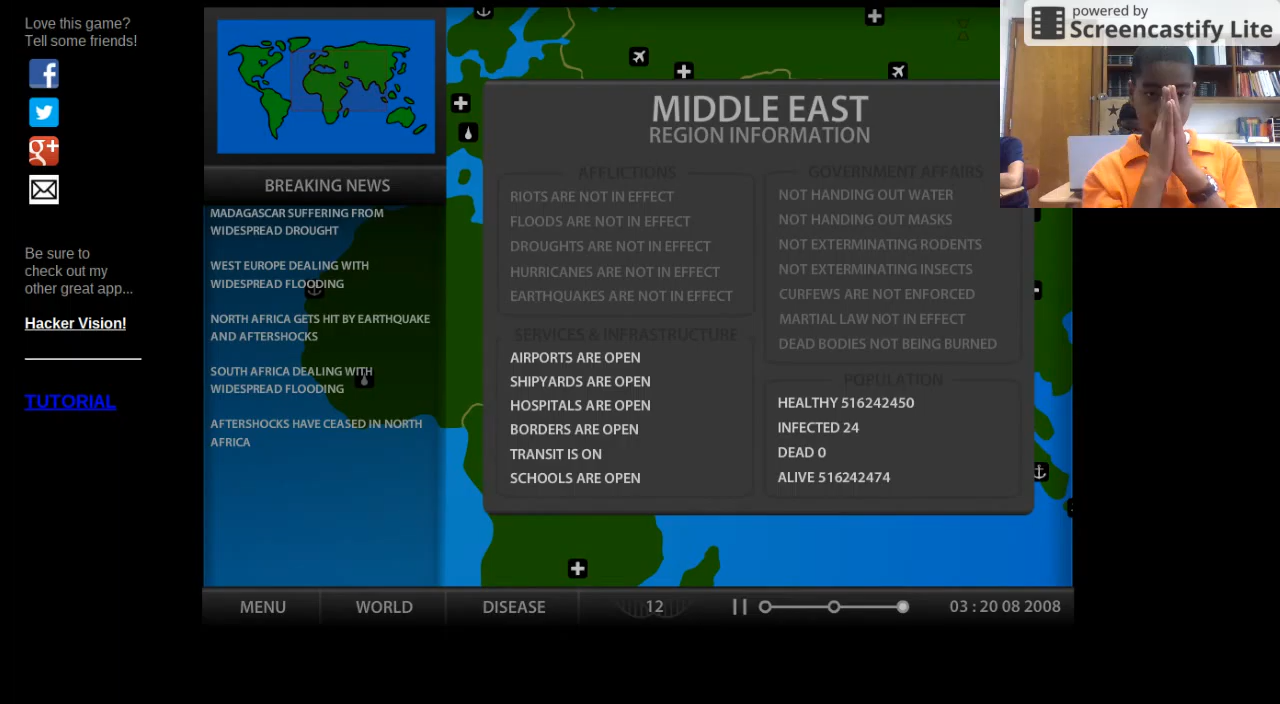 Love this game?
Tell some friends!
Be sure to
check out my
other great app...
Hacker Vision!
TUTORIAL
BREAKING NEWS
MADAGASCAR SUFFERING FROM
WIDESPREAD DROUGHT
WEST EUROPE DEALING WITH
WIDESPREAD FLOODING
NORTH AFRICA GETS HIT BY EARTHQUAKE
AND AFTERSHOCKS
SOUTH AFRICA DEALING WITH
WIDESPREAD FLOODING
AFTERSHOCKS HAVE CEASED IN NORTH
AFRICA
MIDDLE EAST
REGION INFORMATION
AFFLICTIONS
RIOTS ARE NOT IN EFFECT
FLOODS ARE NOT IN EFFECT
DROUGHTS ARE NOT IN EFFECT
HURRICANES ARE NOT IN EFFECT
EARTHQUAKES ARE NOT IN EFFECT
SERVICES & INFRASTRUCTURE
AIRPORTS ARE OPEN
SHIPYARDS ARE OPEN
HOSPITALS ARE OPEN
BORDERS ARE OPEN
TRANSIT IS ON
SCHOOLS ARE OPEN
GOVERNMENT AFFAIRS
NOT HANDING OUT WATER
NOT HANDING OUT MASKS
NOT EXTERMINATING RODENTS
NOT EXTERMINATING INSECTS
CURFEWS ARE NOT ENFORCED
MARTIAL LAW NOT IN EFFECT
DEAD BODIES NOT BEING BURNED
POPULATION
HEALTHY 516242450
INFECTED 24
DEAD 0
ALIVE 516242474
MENU
WORLD
DISEASE
12
03 : 20 08 2008
powered by
Screencastify Lite